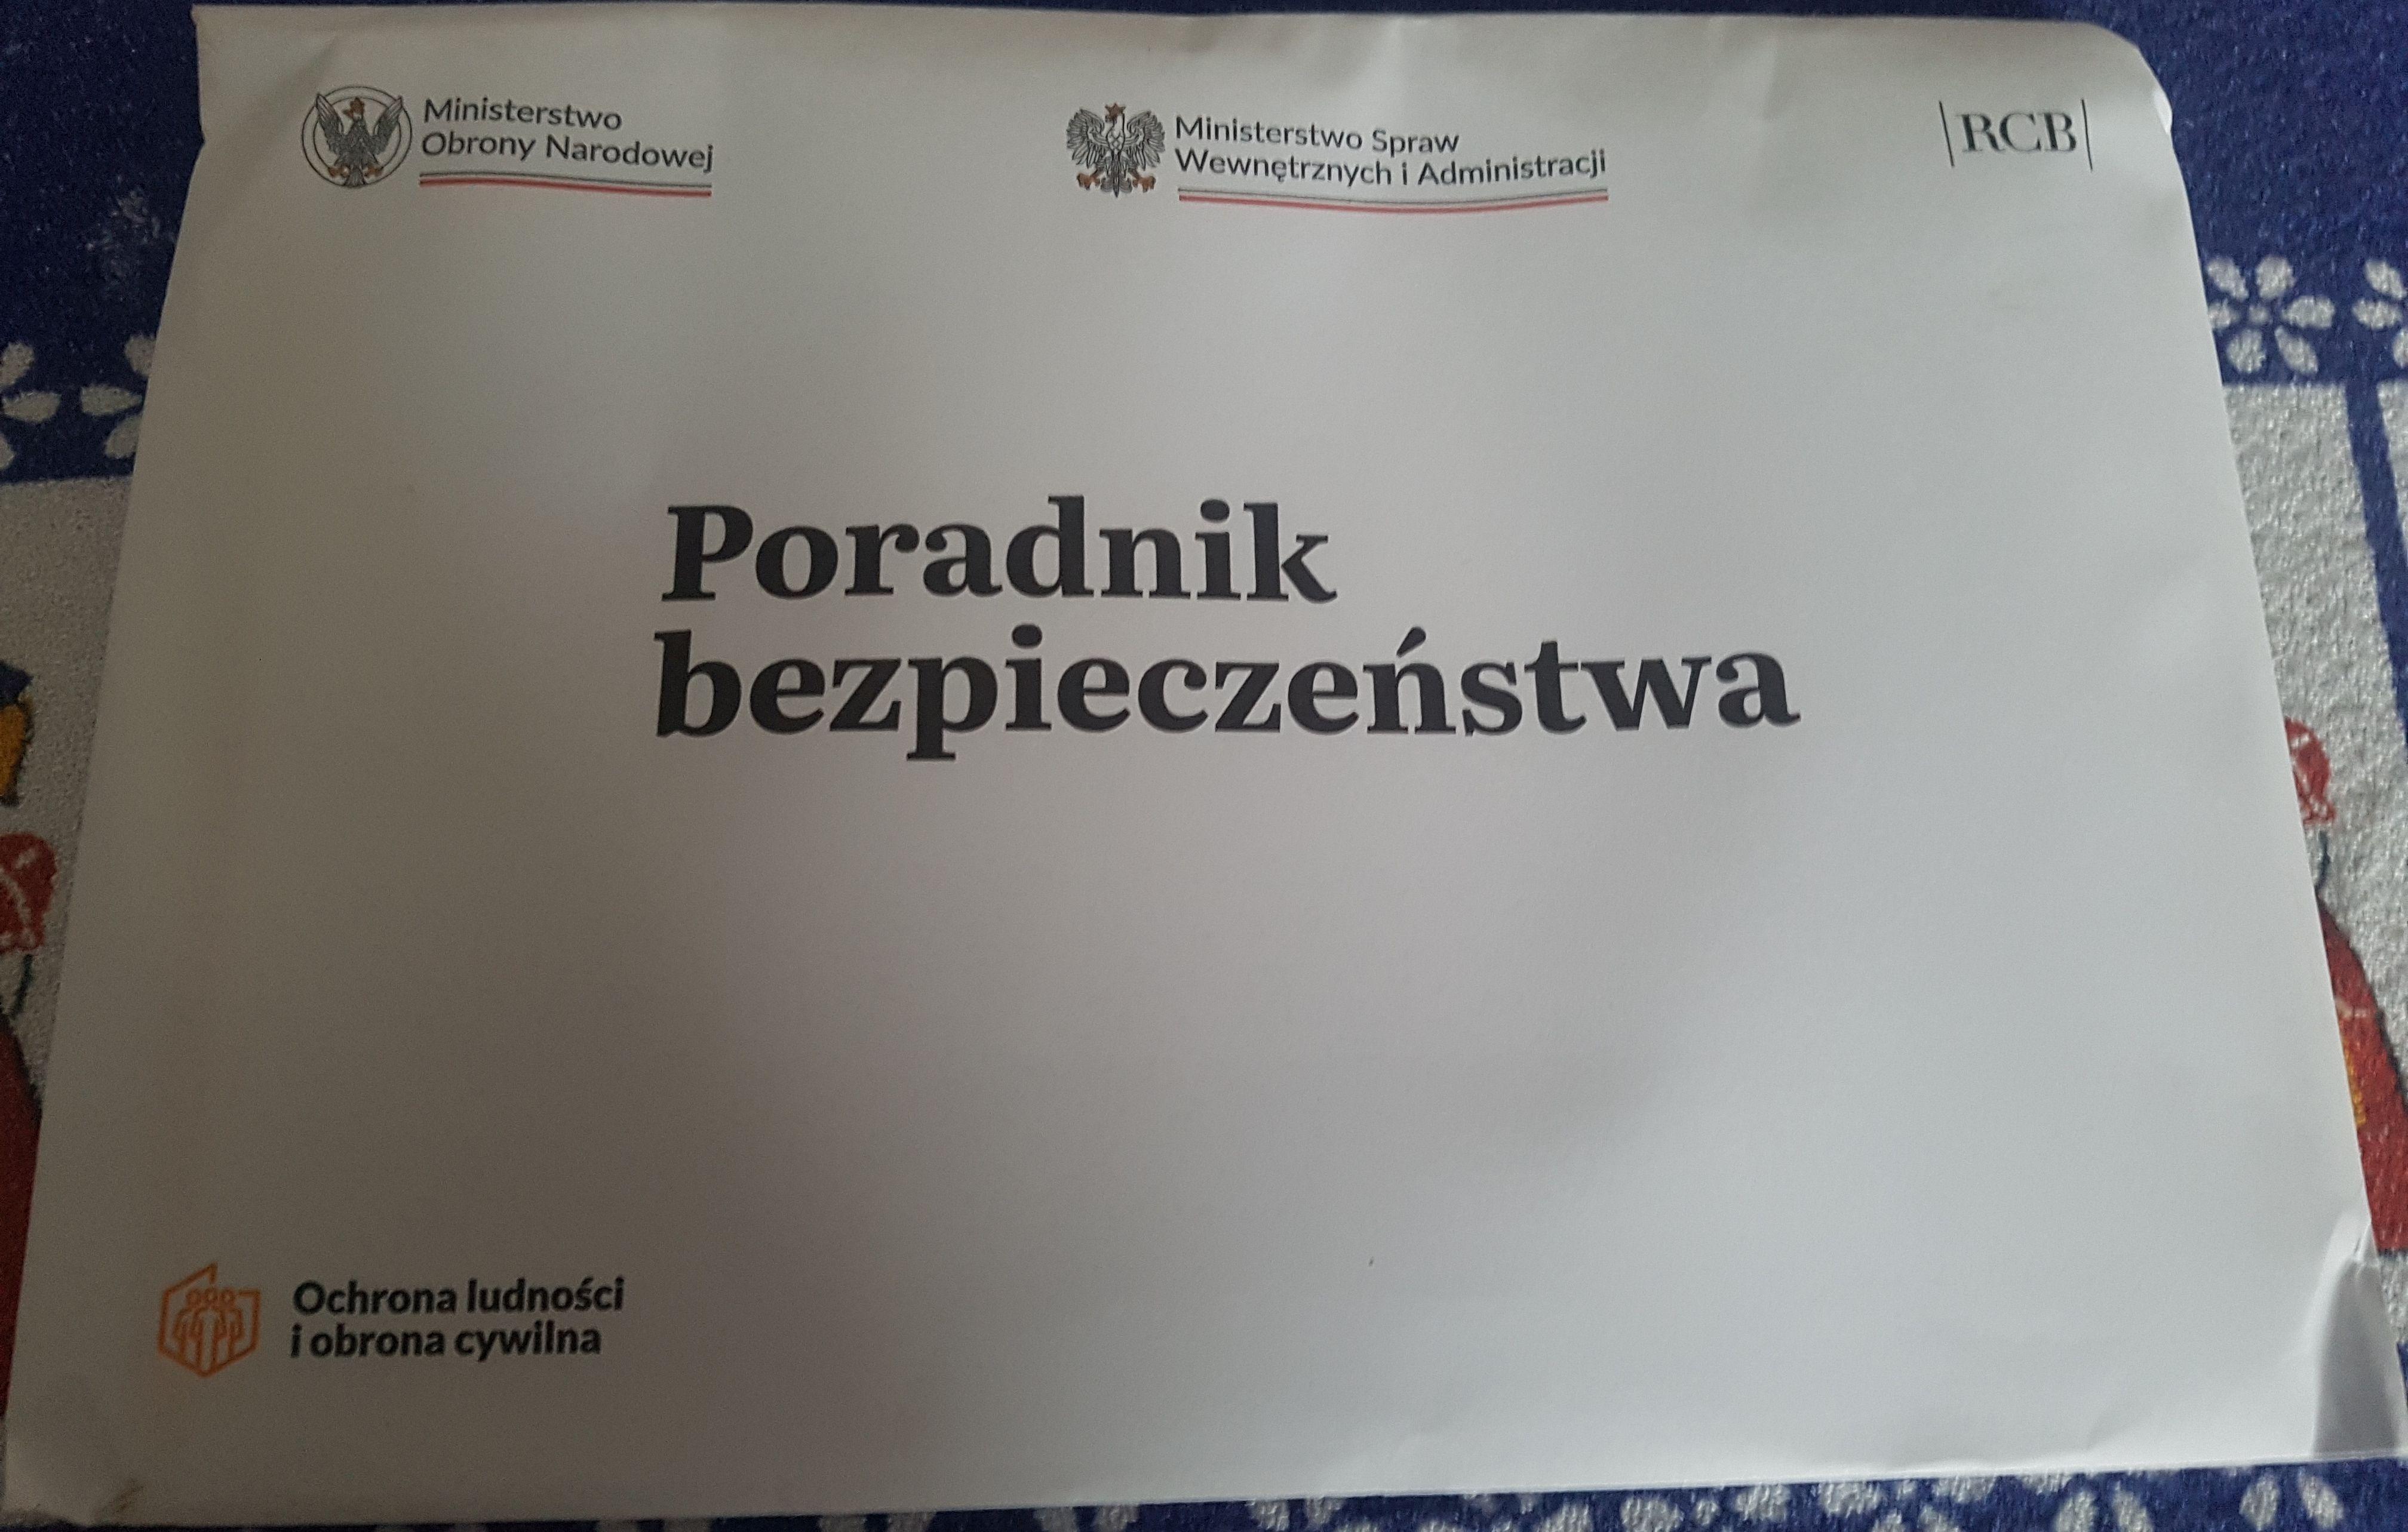 Ministerstwo
Obrony Narodowej
Ministerstwo Spraw
Wewnętrznych i Administracji
|RCB|
Poradnik
bezpieczeństwa
Ochrona ludności
i obrona cywilna